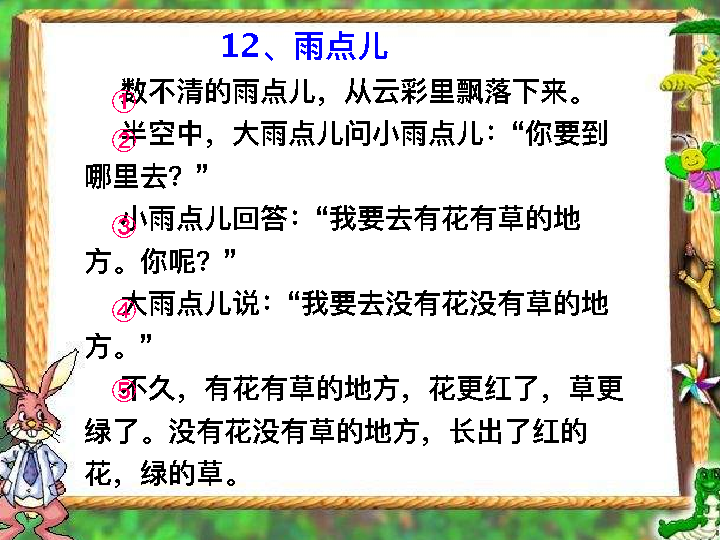 12、雨点儿
①数不清的雨点儿，从云彩里飘落下来。
②半空中，大雨点儿问小雨点儿：“你要到
哪里去？”
③小雨点儿回答：“我要去有花有草的地
方。你呢？”
④大雨点儿说：“我要去没有花没有草的地
方。”
⑤不久，有花有草的地方，花更红了，草更
绿了。没有花没有草的地方，长出了红的
花，绿的草。